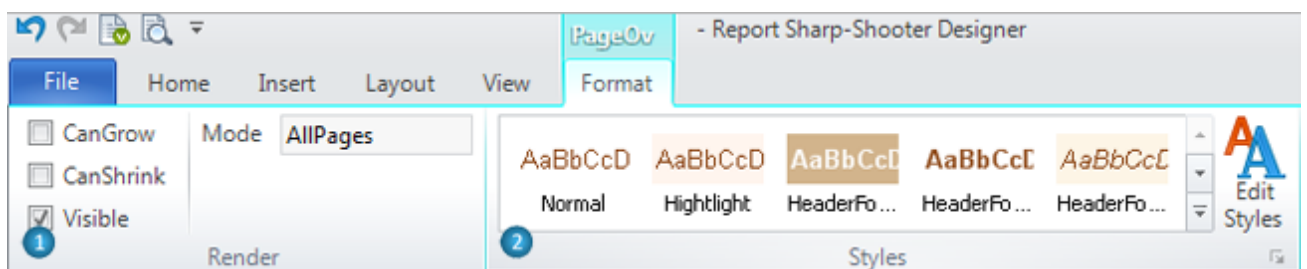 PageOv - Report Sharp-Shooter Designer
File Home Insert Layout View Format
CanGrow Mode AllPages
CanShrink
Visible
1 Render
AaBbCcD AaBbCcD AaBbCcD AaBbCcD AaBbCcD
Normal Hightlight HeaderFo... HeaderFo... HeaderFo...
Edit
Styles
2 Styles